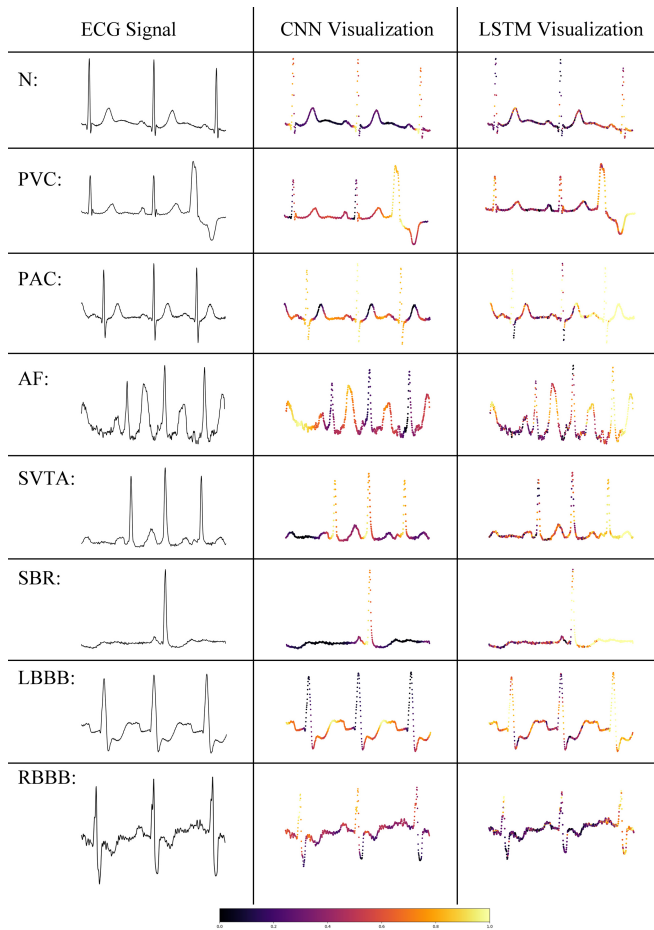 ECG Signal CNN Visualization LSTM Visualization
N:
PVC:
PAC:
AF:
SVTA:
SBR:
LBBB:
RBBB:
0.0 0.2 0.4 0.6 0.8 1.0